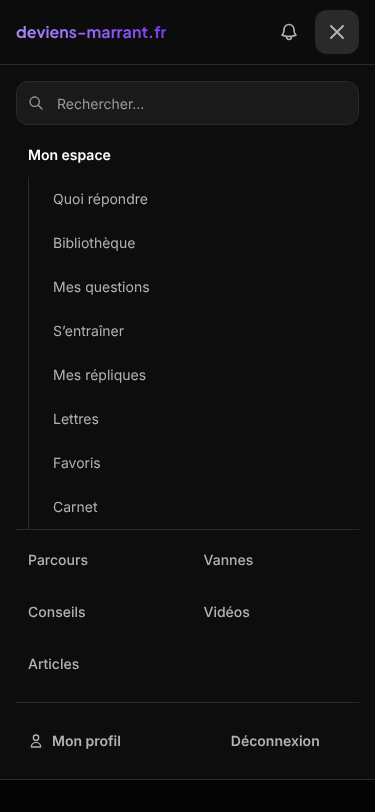 deviens-marrant.fr
Rechercher...
Mon espace
Quoi répondre
Bibliothèque
Mes questions
S’entraîner
Mes répliques
Lettres
Favoris
Carnet
Parcours
Vannes
Conseils
Vidéos
Articles
Mon profil
Déconnexion